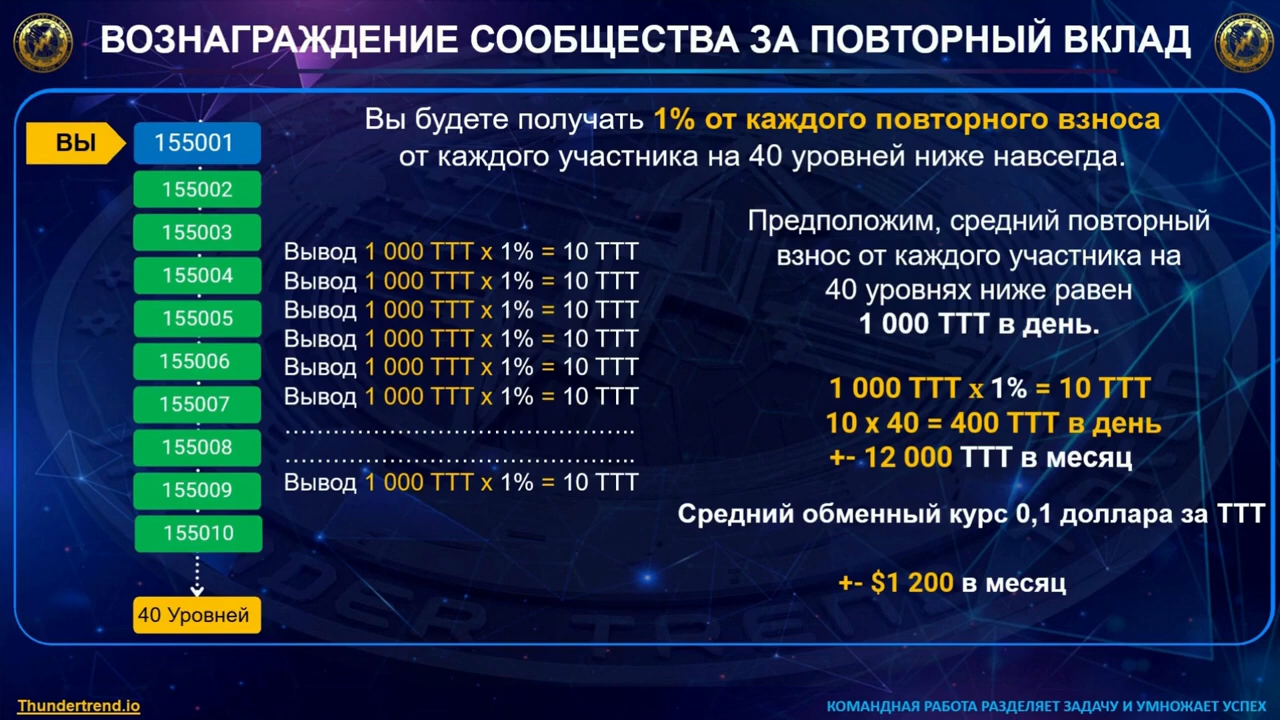 ВОЗНАГРАЖДЕНИЕ СООБЩЕСТВА ЗА ПОВТОРНЫЙ ВКЛАД
ВЫ
155001
155002
155003
155004
155005
155006
155007
155008
155009
155010
40 Уровней
Вы будете получать 1% от каждого повторного взноса
от каждого участника на 40 уровней ниже навсегда.
Вывод 1 000 ТТТ х 1% = 10 ТТТ
Вывод 1 000 ТТТ х 1% = 10 ТТТ
Вывод 1 000 ТТТ х 1% = 10 ТТТ
Вывод 1 000 ТТТ х 1% = 10 ТТТ
Вывод 1 000 ТТТ х 1% = 10 ТТТ
Вывод 1 000 ТТТ х 1% = 10 ТТТ
................................................
................................................
Вывод 1 000 ТТТ х 1% = 10 ТТТ
Предположим, средний повторный
взнос от каждого участника на
40 уровнях ниже равен
1 000 ТТТ в день.
1 000 ТТТ х 1% = 10 ТТТ
10 х 40 = 400 ТТТ в день
+- 12 000 ТТТ в месяц
Средний обменный курс 0,1 доллара за ТТТ
+- $1 200 в месяц
Thundertrend.io
КОМАНДНАЯ РАБОТА РАЗДЕЛЯЕТ ЗАДАЧУ И УМНОЖАЕТ УСПЕХ